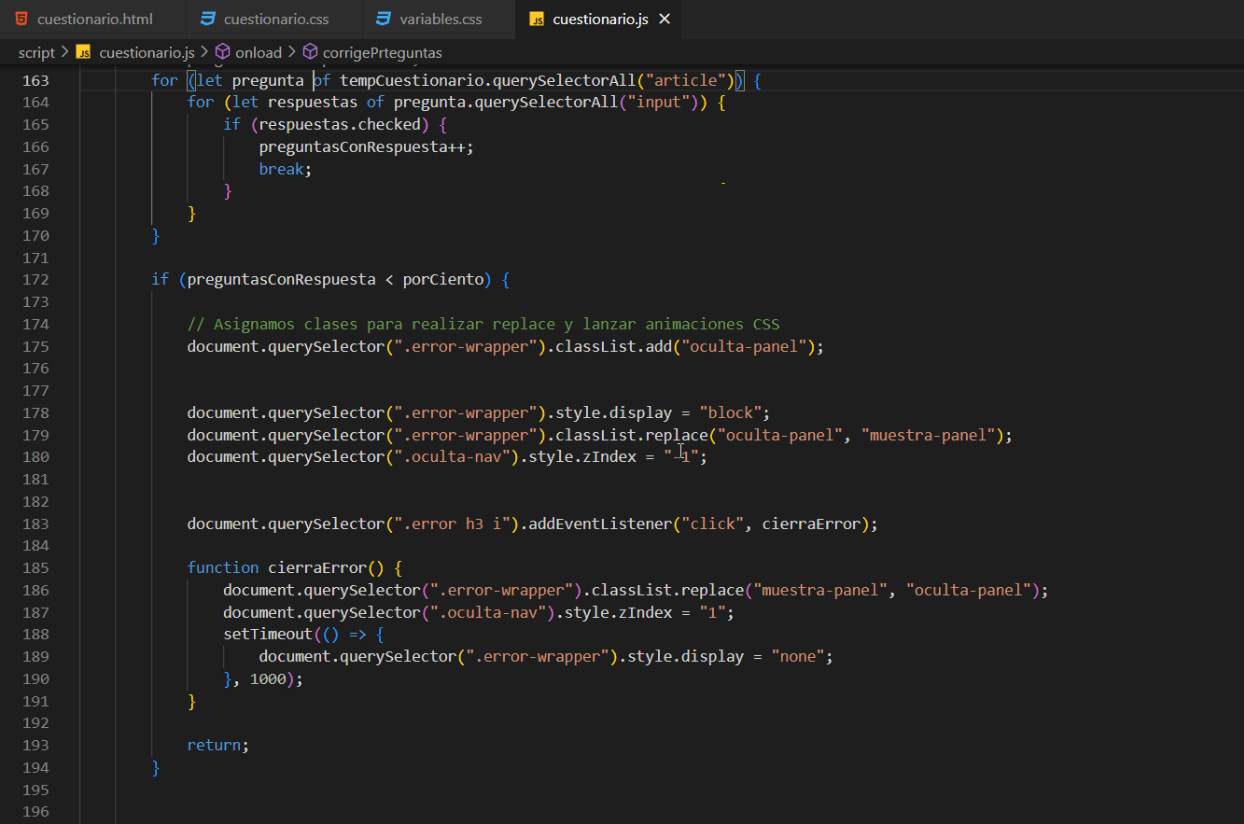 cuestionario.html cuestionario.css variables.css JS cuestionario.js ✕
script > JS cuestionario.js > onload > corrigePrteguntas
163 for (let pregunta of tempCuestionario.querySelectorAll("article")) {
164 for (let respuestas of pregunta.querySelectorAll("input")) {
165 if (respuestas.checked) {
166 preguntasConRespuesta++;
167 break;
168 }
169 }
170 }
171
172 if (preguntasConRespuesta < porCiento) {
173
174 // Asignamos clases para realizar replace y lanzar animaciones CSS
175 document.querySelector(".error-wrapper").classList.add("oculta-panel");
176
177
178 document.querySelector(".error-wrapper").style.display = "block";
179 document.querySelector(".error-wrapper").classList.replace("oculta-panel", "muestra-panel");
180 document.querySelector(".oculta-nav").style.zIndex = "-1";
181
182
183 document.querySelector(".error h3 i").addEventListener("click", cierraError);
184
185 function cierraError() {
186 document.querySelector(".error-wrapper").classList.replace("muestra-panel", "oculta-panel");
187 document.querySelector(".oculta-nav").style.zIndex = "1";
188 setTimeout(() => {
189 document.querySelector(".error-wrapper").style.display = "none";
190 }, 1000);
191 }
192
193 return;
194 }
195
196